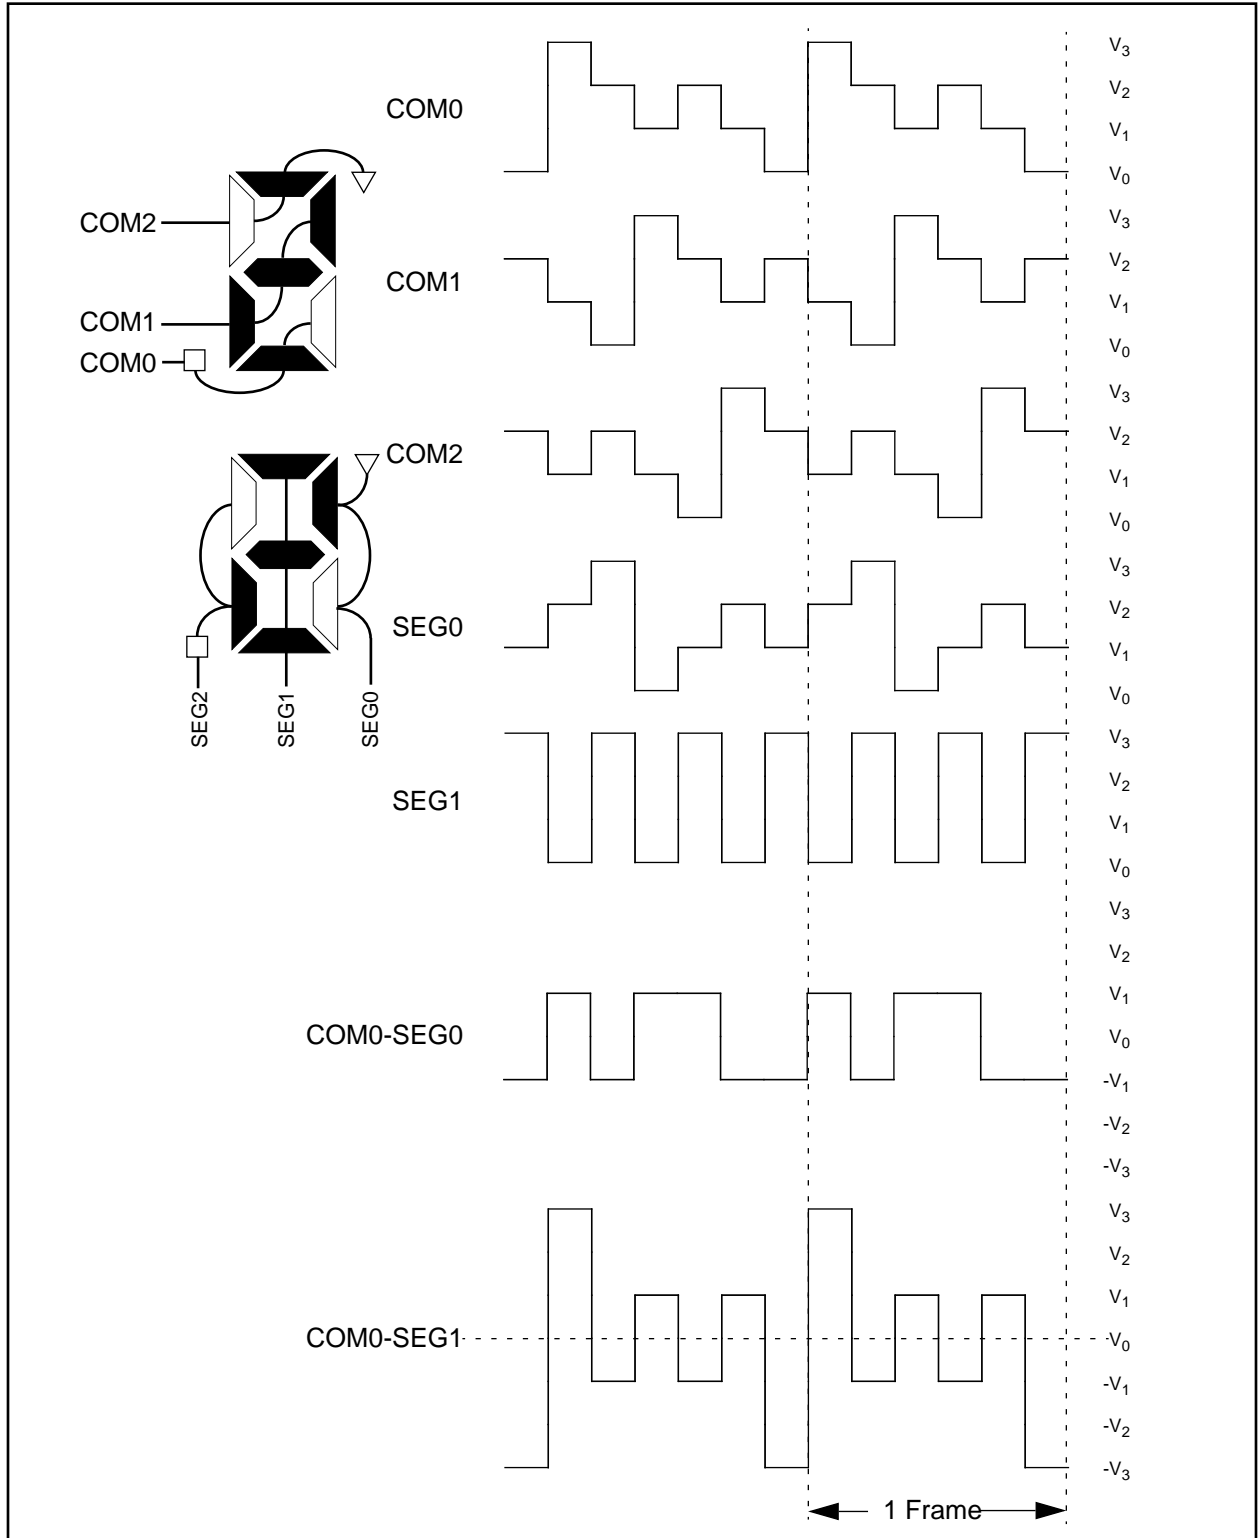 COM0
V3
V2
V1
V0
COM2
COM1
COM0
COM1
V3
V2
V1
V0
COM2
V3
V2
V1
V0
SEG0
V3
V2
V1
V0
SEG2
SEG1
SEG0
SEG1
V3
V2
V1
V0
COM0-SEG0
V3
V2
V1
V0
-V1
-V2
-V3
COM0-SEG1
V3
V2
V1
V0
-V1
-V2
-V3
1 Frame